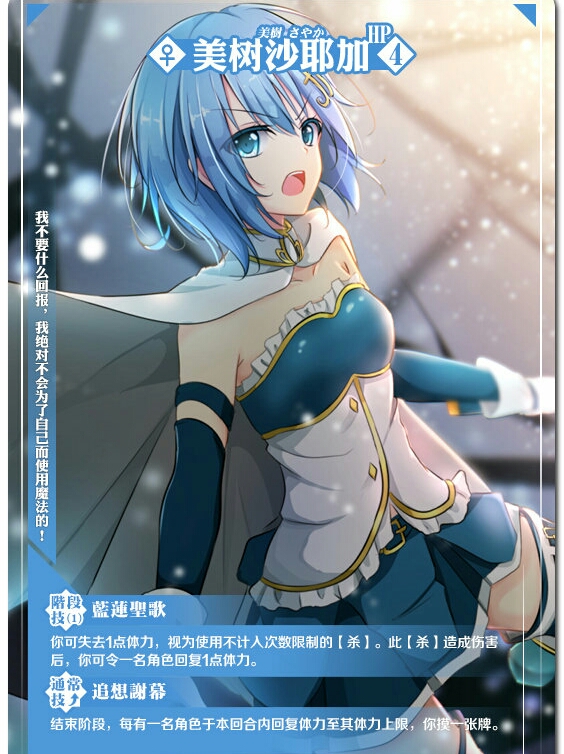 美樹 さやか
♀ 美树沙耶加 HP 4
我不要什么回报，我绝对不会为了自己而使用魔法的！
階段技(1) 藍蓮聖歌
你可失去1点体力，视为使用不计入次数限制的【杀】。此【杀】造成伤害
后，你可令一名角色回复1点体力。
通常技 追想謝幕
结束阶段，每有一名角色于本回合内回复体力至其体力上限，你摸一张牌。